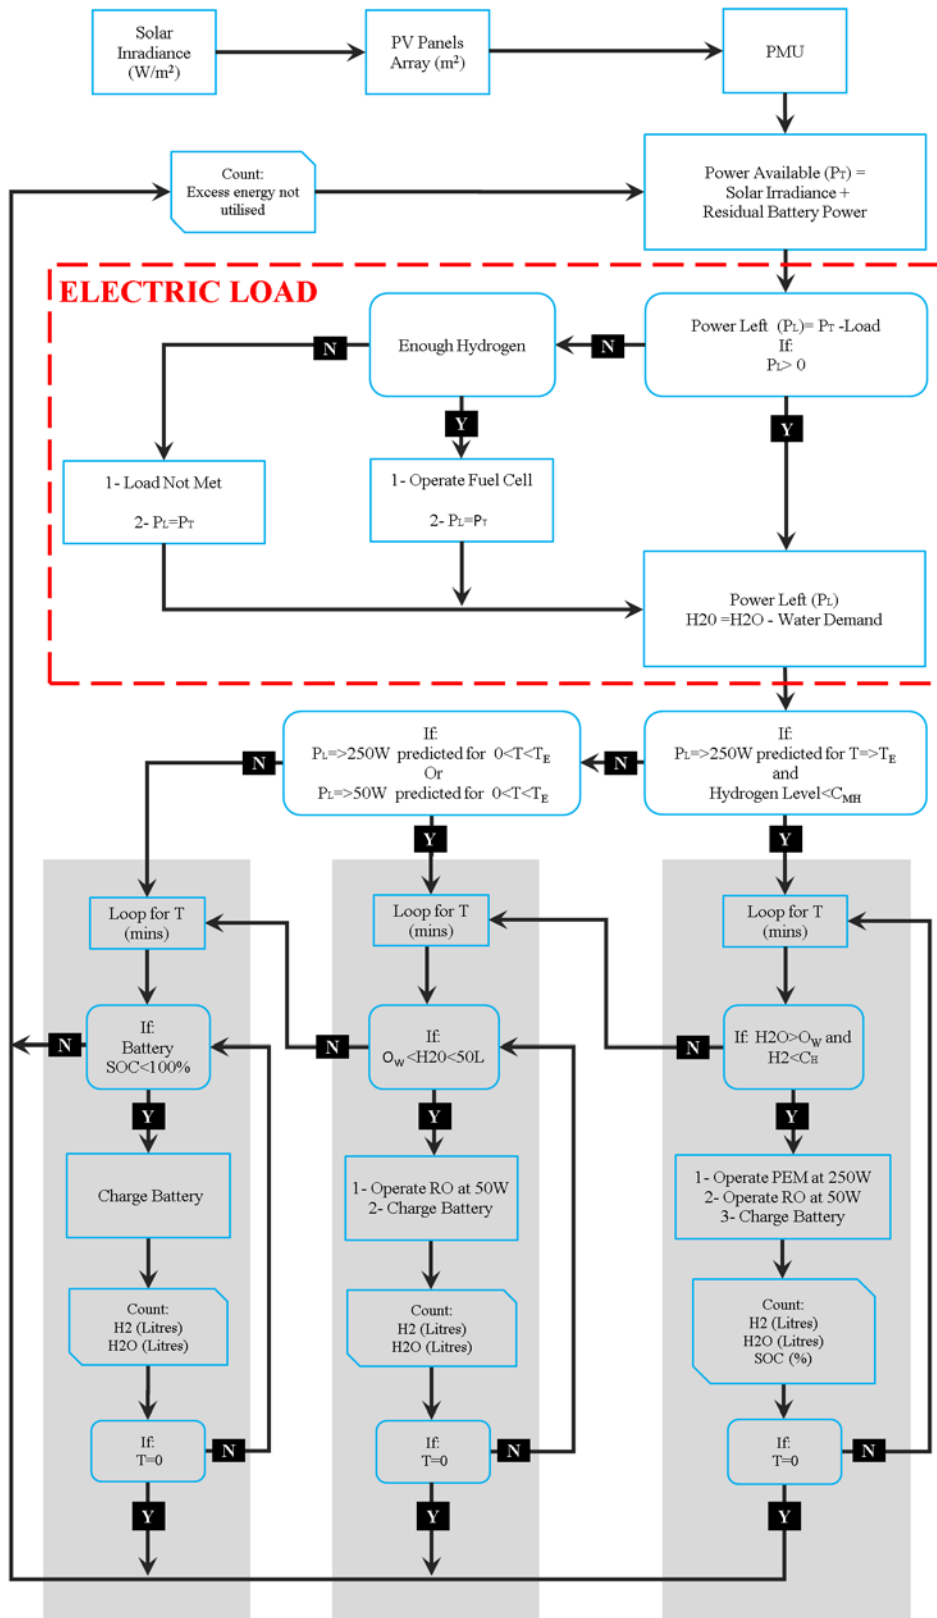 Solar
Inradiance
(W/m²)
PV Panels
Array (m²)
PMU
Count:
Excess energy not
utilised
Power Available (PT) =
Solar Irradiance +
Residual Battery Power
ELECTRIC LOAD
Power Left (PL)= PT -Load
If:
PL> 0
N
Enough Hydrogen
N
Y
Y
1- Load Not Met
2- PL=PT
1- Operate Fuel Cell
2- PL=PT
Power Left (PL)
H20 =H2O - Water Demand
If:
PL=>250W predicted for T=>TE
and
Hydrogen Level<CMH
N
If:
PL=>250W predicted for 0<T<TE
Or
PL=>50W predicted for 0<T<TE
N
Y
Y
Loop for T
(mins)
Loop for T
(mins)
Loop for T
(mins)
If:
Battery
SOC<100%
N
If:
OW<H20<50L
N
If: H2O>OW and
H2<CH
N
Y
Y
Y
Charge Battery
1- Operate RO at 50W
2- Charge Battery
1- Operate PEM at 250W
2- Operate RO at 50W
3- Charge Battery
Count:
H2 (Litres)
H2O (Litres)
Count:
H2 (Litres)
H2O (Litres)
Count:
H2 (Litres)
H2O (Litres)
SOC (%)
If:
T=0
N
If:
T=0
N
If:
T=0
N
Y
Y
Y